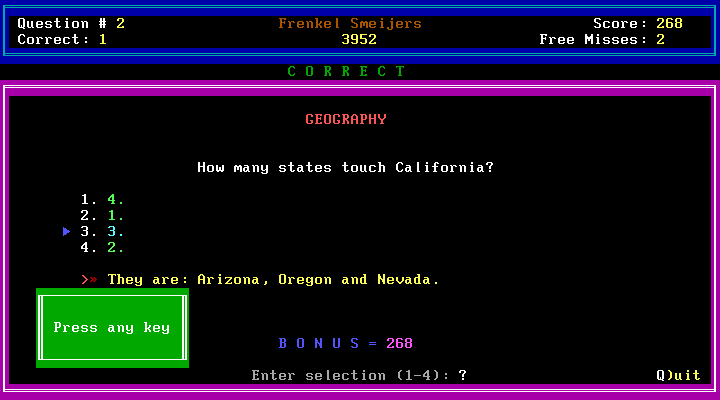 Question # 2 Frenkel Smeijers Score: 268
Correct: 1 3952 Free Misses: 2
C O R R E C T
GEOGRAPHY
How many states touch California?
1. 4.
2. 1.
► 3. 3.
4. 2.
>» They are: Arizona, Oregon and Nevada.
Press any key
B O N U S = 268
Enter selection (1-4): ? Q)uit